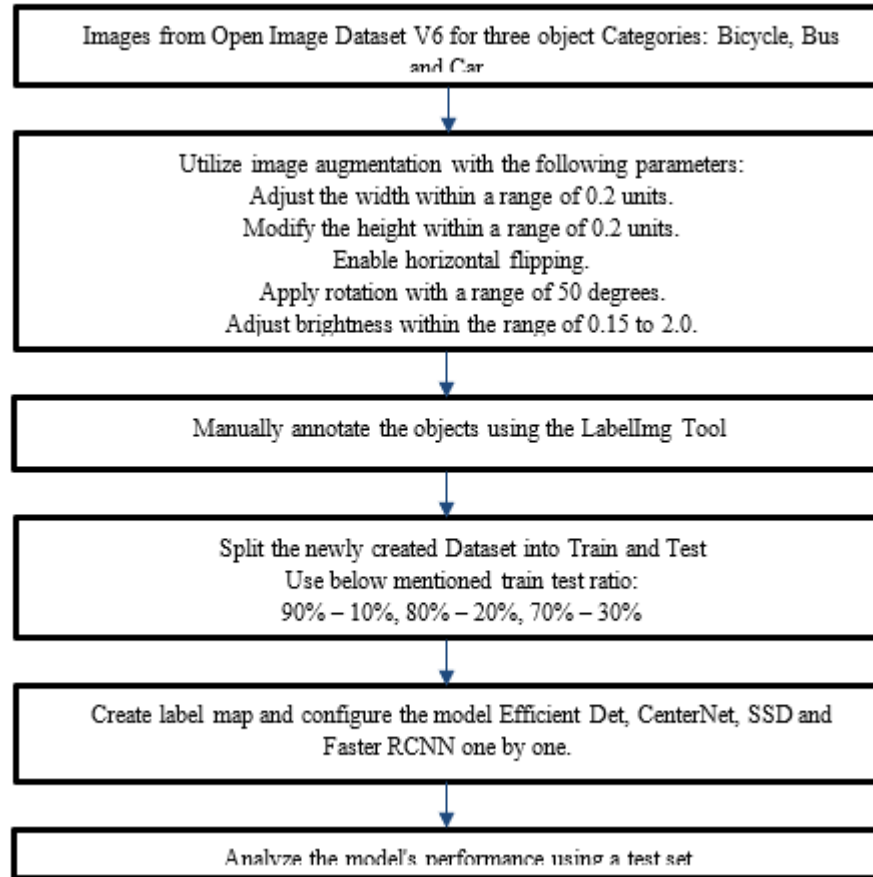 Images from Open Image Dataset V6 for three object Categories: Bicycle, Bus
and Car
Utilize image augmentation with the following parameters:
Adjust the width within a range of 0.2 units.
Modify the height within a range of 0.2 units.
Enable horizontal flipping.
Apply rotation with a range of 50 degrees.
Adjust brightness within the range of 0.15 to 2.0.
Manually annotate the objects using the LabelImg Tool
Split the newly created Dataset into Train and Test
Use below mentioned train test ratio:
90% – 10%, 80% – 20%, 70% – 30%
Create label map and configure the model Efficient Det, CenterNet, SSD and
Faster RCNN one by one.
Analyze the model's performance using a test set